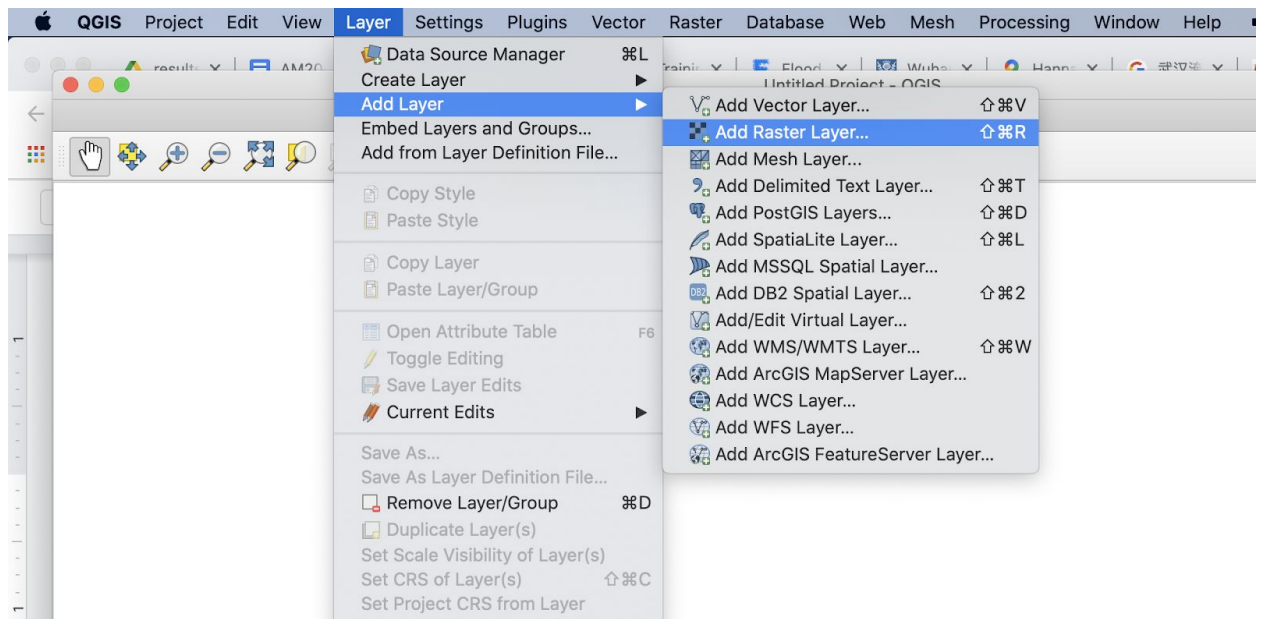 QGIS Project Edit View Layer Settings Plugins Vector Raster Database Web Mesh Processing Window Help
Untitled Project - QGIS
Data Source Manager ⌘L
Create Layer ▶
Add Layer ▶
Embed Layers and Groups...
Add from Layer Definition File...
Copy Style
Paste Style
Copy Layer
Paste Layer/Group
Open Attribute Table F6
Toggle Editing
Save Layer Edits
Current Edits ▶
Save As...
Save As Layer Definition File...
Remove Layer/Group ⌘D
Duplicate Layer(s)
Set Scale Visibility of Layer(s)
Set CRS of Layer(s) ⇧⌘C
Set Project CRS from Layer
Add Vector Layer... ⇧⌘V
Add Raster Layer... ⇧⌘R
Add Mesh Layer...
Add Delimited Text Layer... ⇧⌘T
Add PostGIS Layers... ⇧⌘D
Add SpatiaLite Layer... ⇧⌘L
Add MSSQL Spatial Layer...
Add DB2 Spatial Layer... ⇧⌘2
Add/Edit Virtual Layer...
Add WMS/WMTS Layer... ⇧⌘W
Add ArcGIS MapServer Layer...
Add WCS Layer...
Add WFS Layer...
Add ArcGIS FeatureServer Layer...
1
1